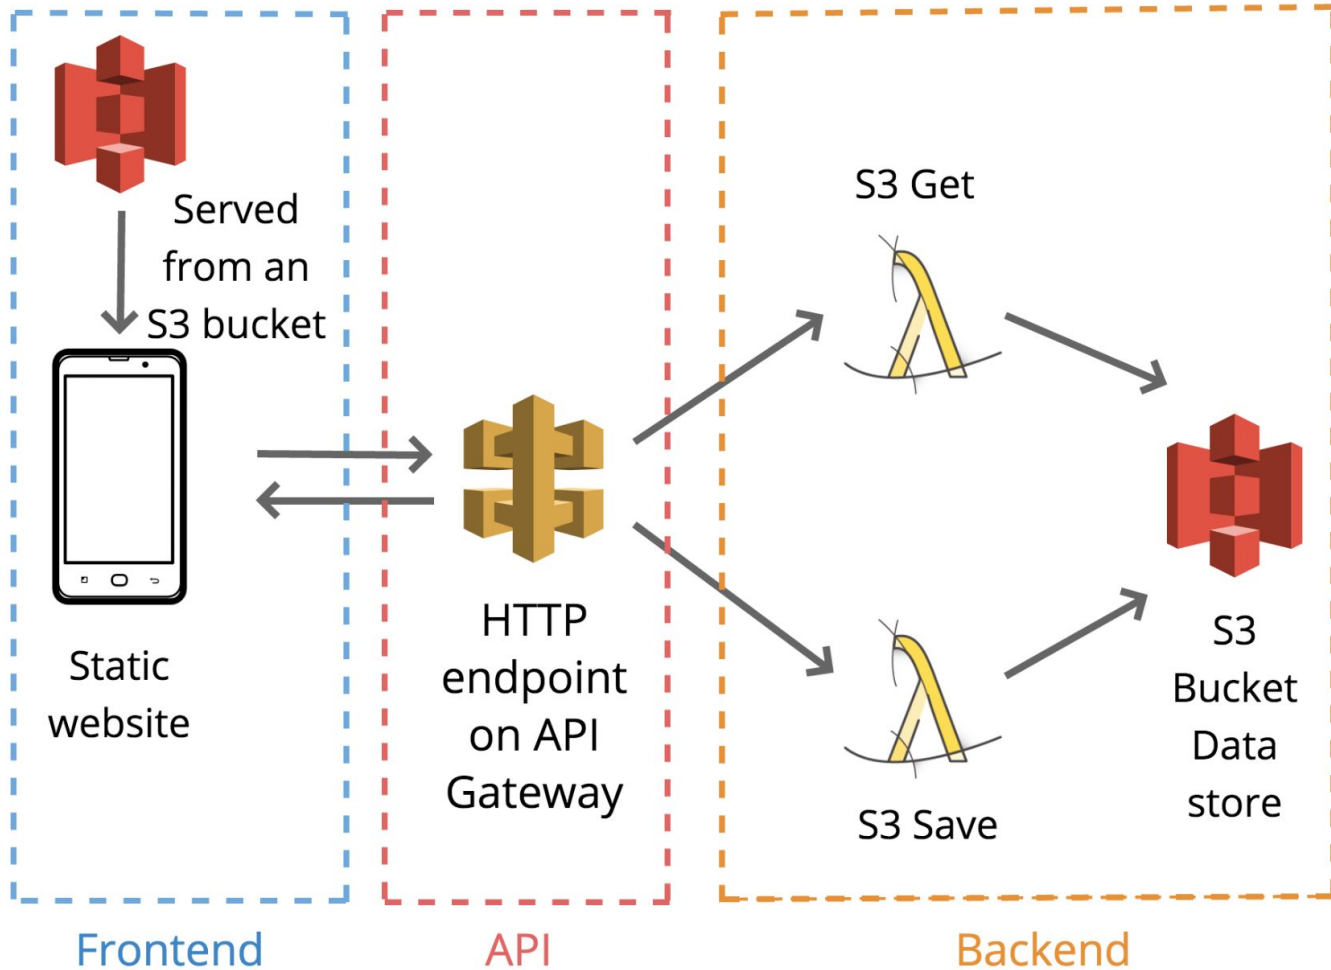 Served
from an
S3 bucket
Static
website
HTTP
endpoint
on API
Gateway
S3 Get
S3 Save
S3
Bucket
Data
store
Frontend
API
Backend